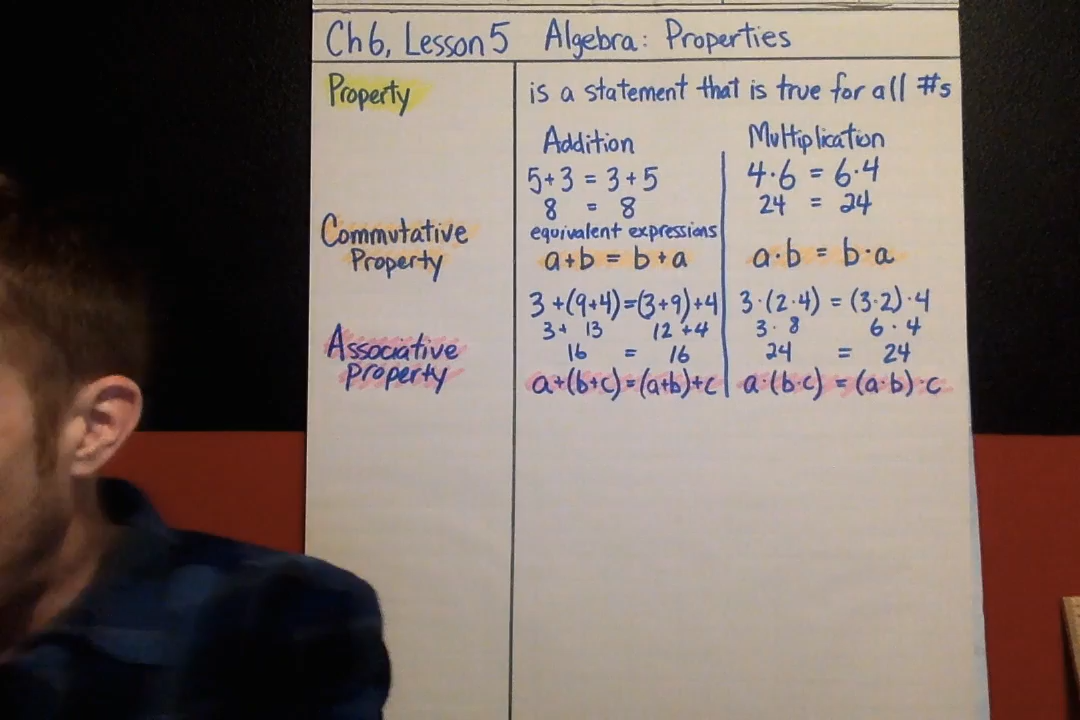 Ch 6, Lesson 5 Algebra: Properties
Property is a statement that is true for all #s
Addition Multiplication
5+3 = 3+5 4·6 = 6·4
8 = 8 24 = 24
Commutative Property
equivalent expressions
a+b = b+a a·b = b·a
3+(9+4)=(3+9)+4 3·(2·4) = (3·2)·4
3+ 13 12+4 3·8 6·4
16 = 16 24 = 24
Associative Property
a+(b+c)=(a+b)+c a·(b·c) = (a·b)·c